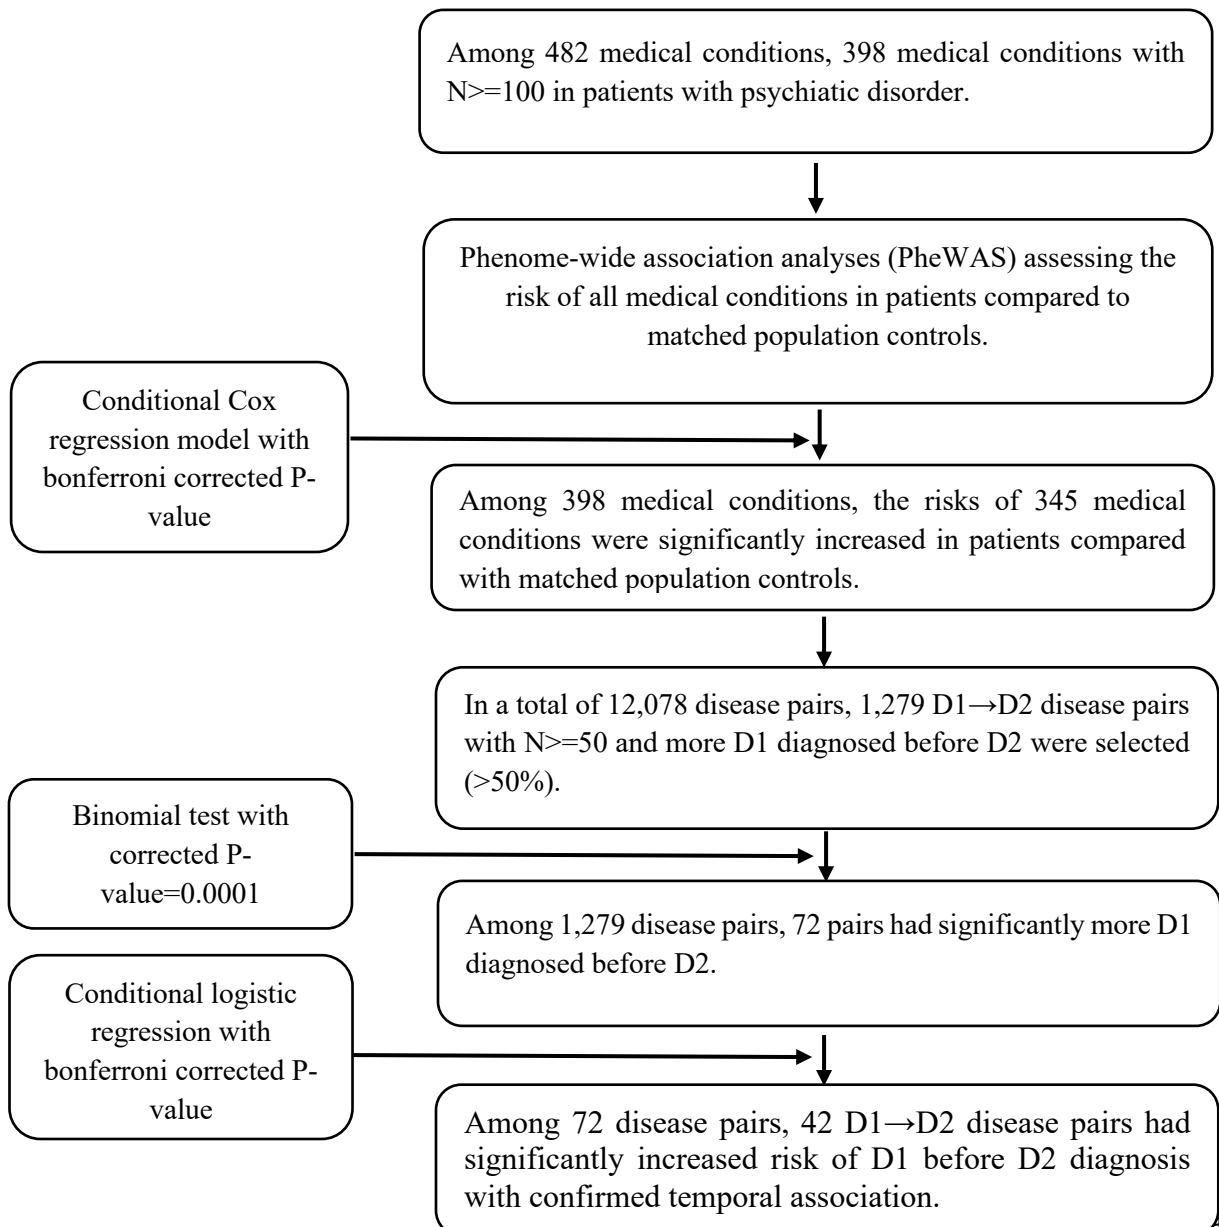 Among 482 medical conditions, 398 medical conditions with
N>=100 in patients with psychiatic disorder.
Phenome-wide association analyses (PheWAS) assessing the
risk of all medical conditions in patients compared to
matched population controls.
Conditional Cox
regression model with
bonferroni corrected P-
value
Among 398 medical conditions, the risks of 345 medical
conditions were significantly increased in patients compared
with matched population controls.
In a total of 12,078 disease pairs, 1,279 D1→D2 disease pairs
with N>=50 and more D1 diagnosed before D2 were selected
(>50%).
Binomial test with
corrected P-
value=0.0001
Among 1,279 disease pairs, 72 pairs had significantly more D1
diagnosed before D2.
Conditional logistic
regression with
bonferroni corrected P-
value
Among 72 disease pairs, 42 D1→D2 disease pairs had
significantly increased risk of D1 before D2 diagnosis
with confirmed temporal association.